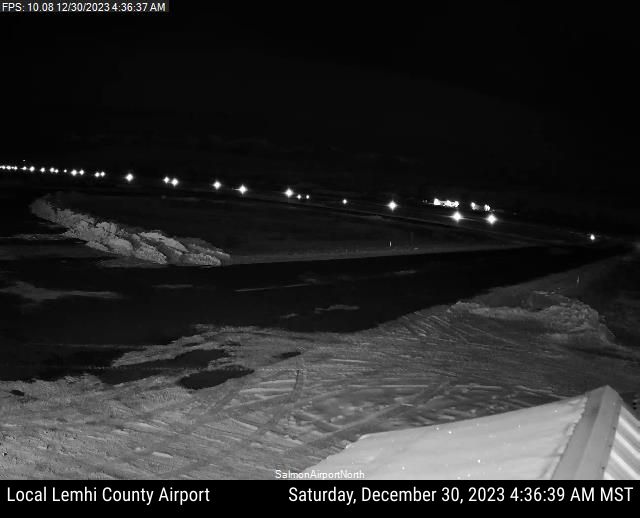 FPS: 10.08 12/30/2023 4:36:37 AM
SalmonAirportNorth
Local Lemhi County Airport Saturday, December 30, 2023 4:36:39 AM MST